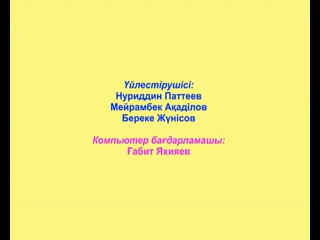 Үйлестірушісі:
Нуриддин Паттеев
Мейрамбек Ақаділов
Береке Жүнісов
Компьютер бағдарламашы:
Ғабит Яхияев